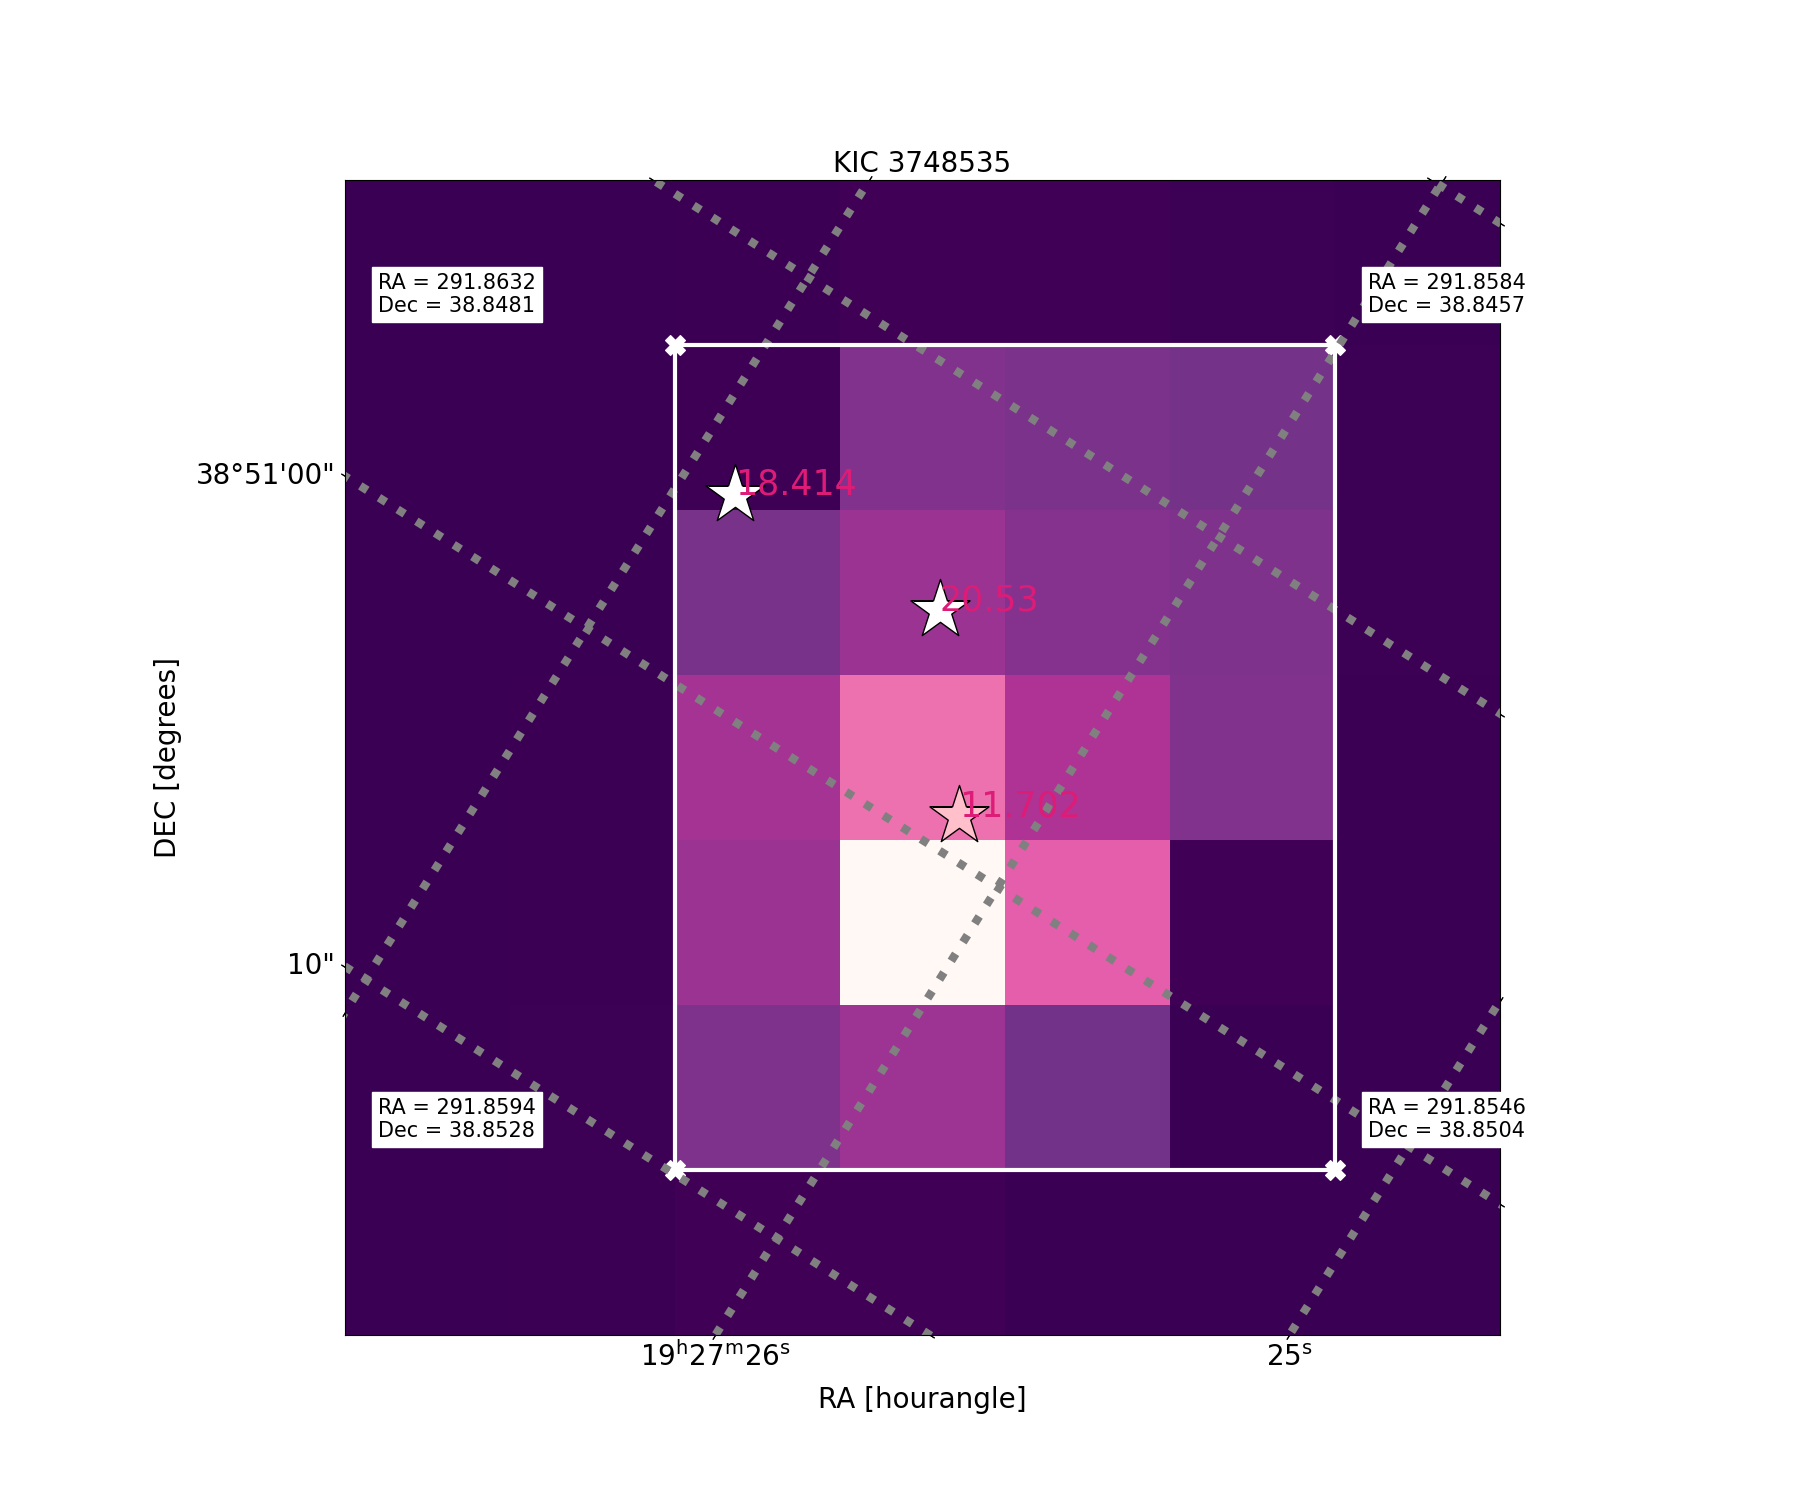 KIC 3748535
RA = 291.8632
Dec = 38.8481
RA = 291.8584
Dec = 38.8457
38°51'00"
18.414
20.53
DEC [degrees]
11.702
10"
RA = 291.8594
Dec = 38.8528
RA = 291.8546
Dec = 38.8504
19ʰ27ᵐ26ˢ
25ˢ
RA [hourangle]